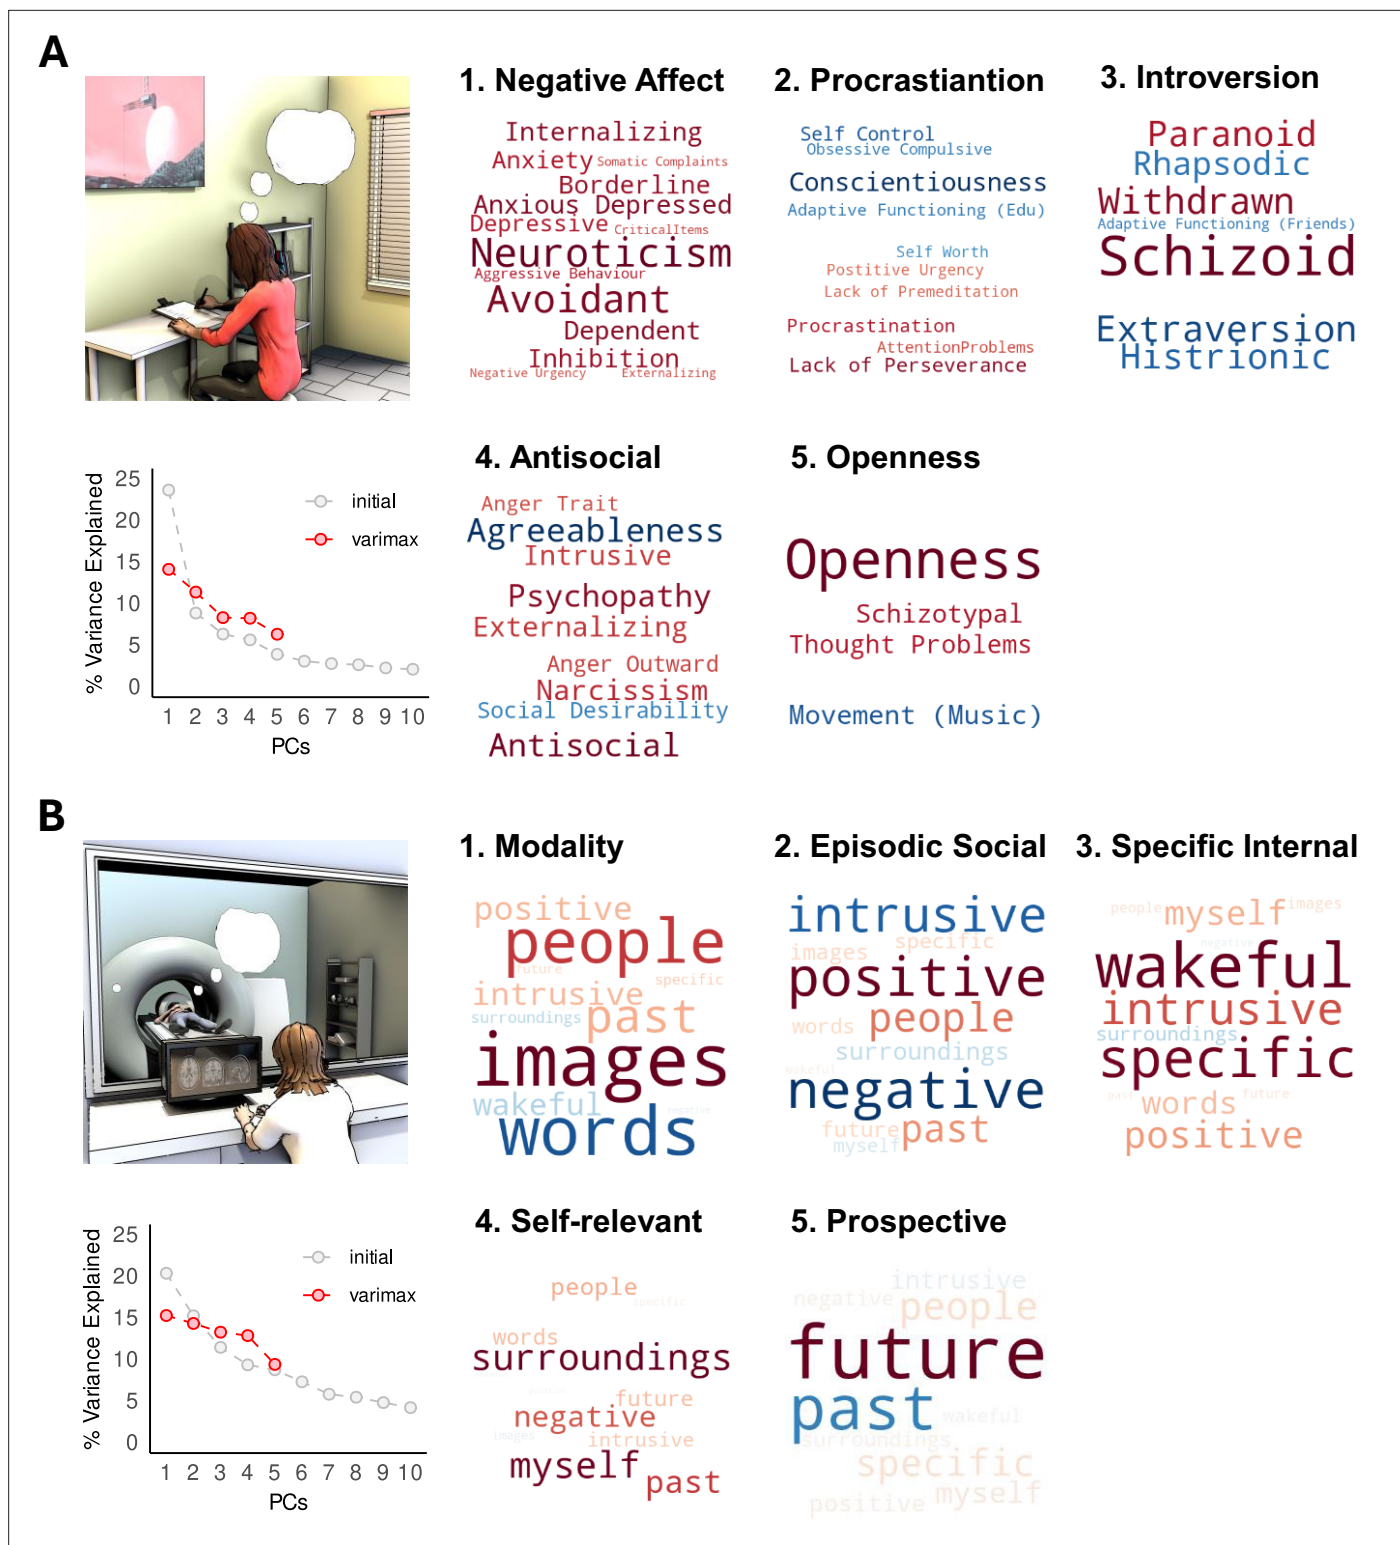 A
1. Negative Affect
Internalizing
Anxiety Somatic Complaints
Borderline
Anxious Depressed
Depressive CriticalItems
Neuroticism
Aggressive Behaviour
Avoidant
Dependent
Inhibition
Negative Urgency Externalizing
2. Procrastiantion
Self Control
Obsessive Compulsive
Conscientiousness
Adaptive Functioning (Edu)
Self Worth
Postitive Urgency
Lack of Premeditation
Procrastination
AttentionProblems
Lack of Perseverance
3. Introversion
Paranoid
Rhapsodic
Withdrawn
Adaptive Functioning (Friends)
Schizoid
Extraversion
Histrionic
% Variance Explained
25
20
15
10
5
0
initial
varimax
1 2 3 4 5 6 7 8 9 10
PCs
4. Antisocial
Anger Trait
Agreeableness
Intrusive
Psychopathy
Externalizing
Anger Outward
Narcissism
Social Desirability
Antisocial
5. Openness
Openness
Schizotypal
Thought Problems
Movement (Music)
B
1. Modality
positive
people
future
specific
intrusive
surroundings past
images
wakeful negative
words
2. Episodic Social
intrusive
images specific
positive
words people
surroundings
wakeful
negative
future past
myself
3. Specific Internal
people myself images
negative
wakeful
intrusive
surroundings
specific
past words future
positive
% Variance Explained
25
20
15
10
5
0
initial
varimax
1 2 3 4 5 6 7 8 9 10
PCs
4. Self-relevant
people
specific
words
surroundings
future
negative
images intrusive
myself past
5. Prospective
intrusive
negative people
future
past wakeful
surroundings
specific
positive myself